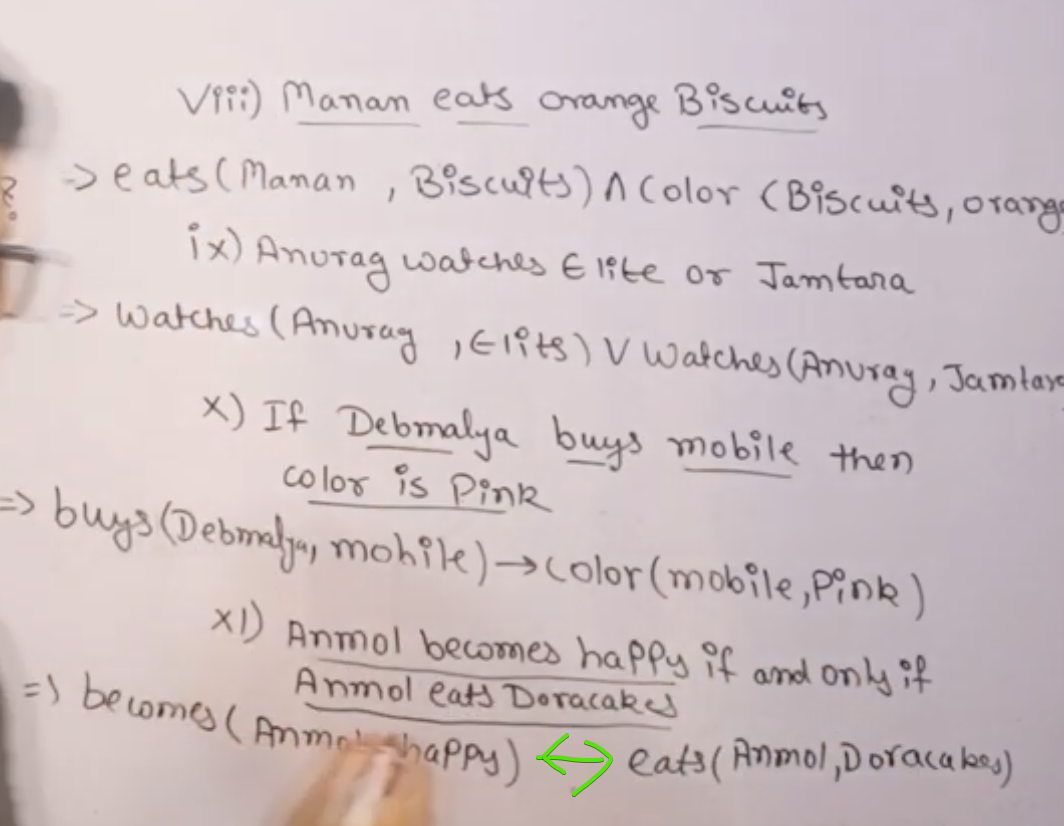 Viii) Manan eats orange Biscuits
=> eats (Manan , Biscuits) ∧ Color (Biscuits, orang
ix) Anurag watches Elite or Jamtara
=> Watches (Anurag , Elits) V Watches (Anurag , Jamtara
x) If Debmalya buys mobile then
color is Pink
=> buys (Debmalya, mobile) → Color (mobile, Pink)
XI) Anmol becomes happy if and only if
Anmol eats Doracakes
=> becomes ( happy) ↔ eats (Anmol, Doracakes)